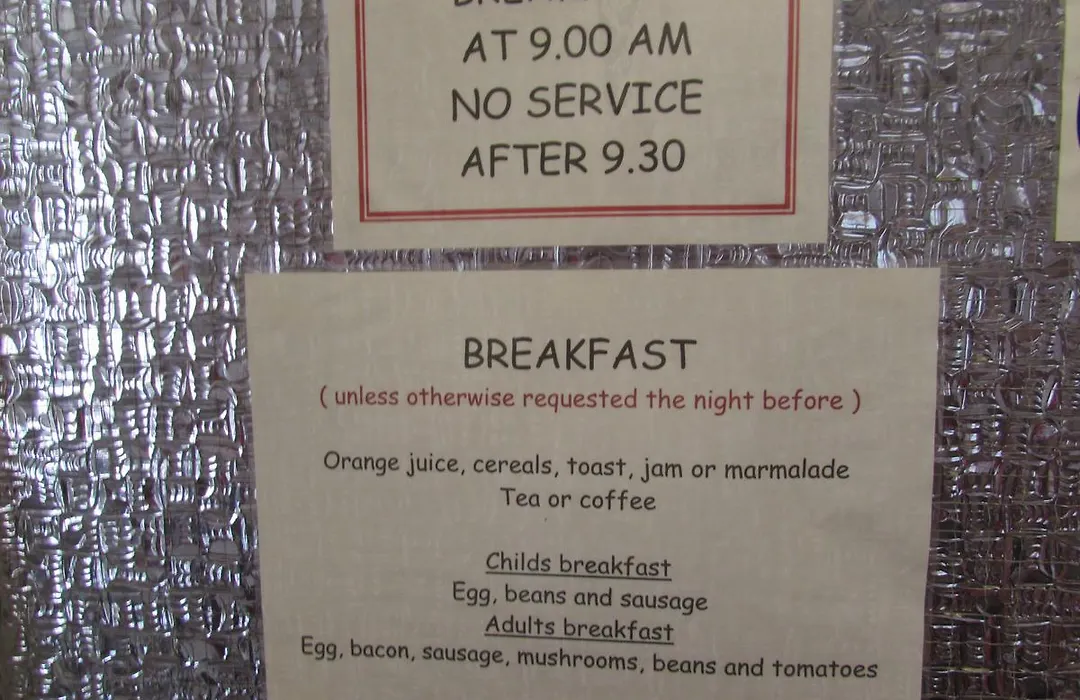 AT 9.00 AM
NO SERVICE
AFTER 9.30
BREAKFAST
( unless otherwise requested the night before )
Orange juice, cereals, toast, jam or marmalade
Tea or coffee
Childs breakfast
Egg, beans and sausage
Adults breakfast
Egg, bacon, sausage, mushrooms, beans and tomatoes